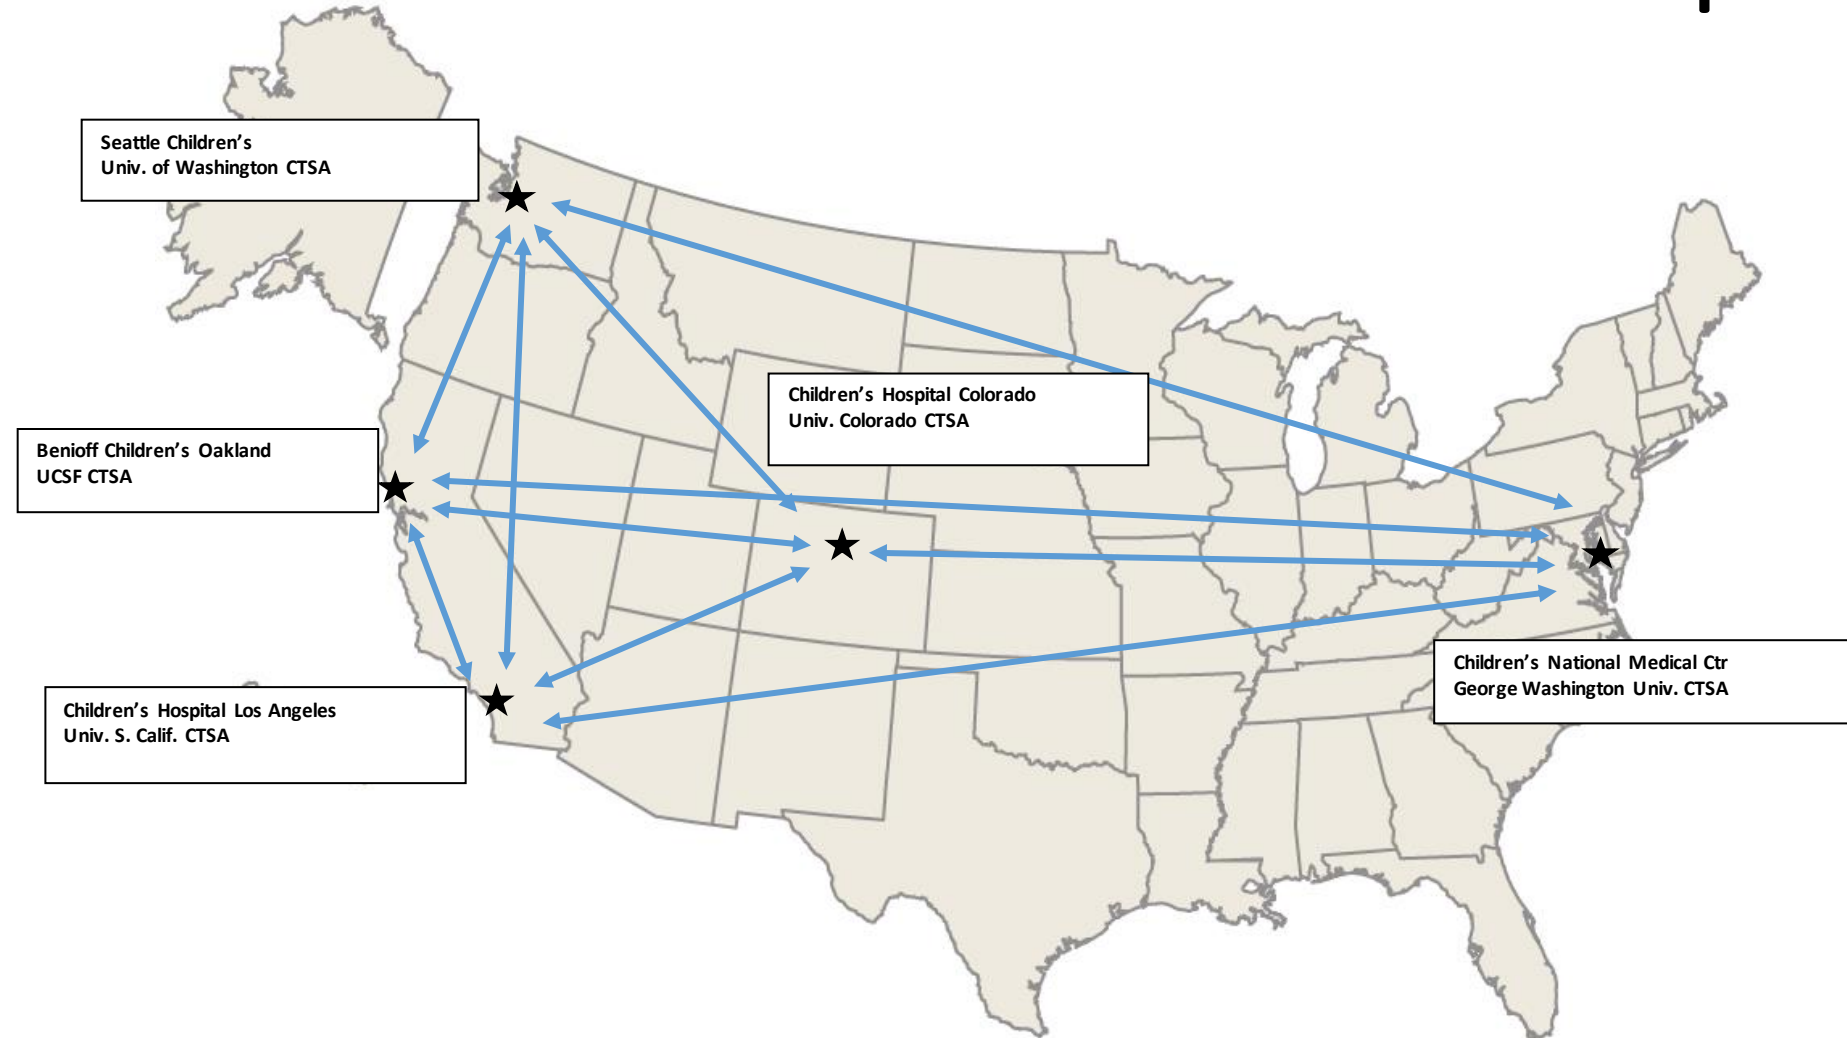 Seattle Children’s
Univ. of Washington CTSA
Children’s Hospital Colorado
Univ. Colorado CTSA
Benioff Children’s Oakland
UCSF CTSA
Children’s National Medical Ctr
George Washington Univ. CTSA
Children’s Hospital Los Angeles
Univ. S. Calif. CTSA